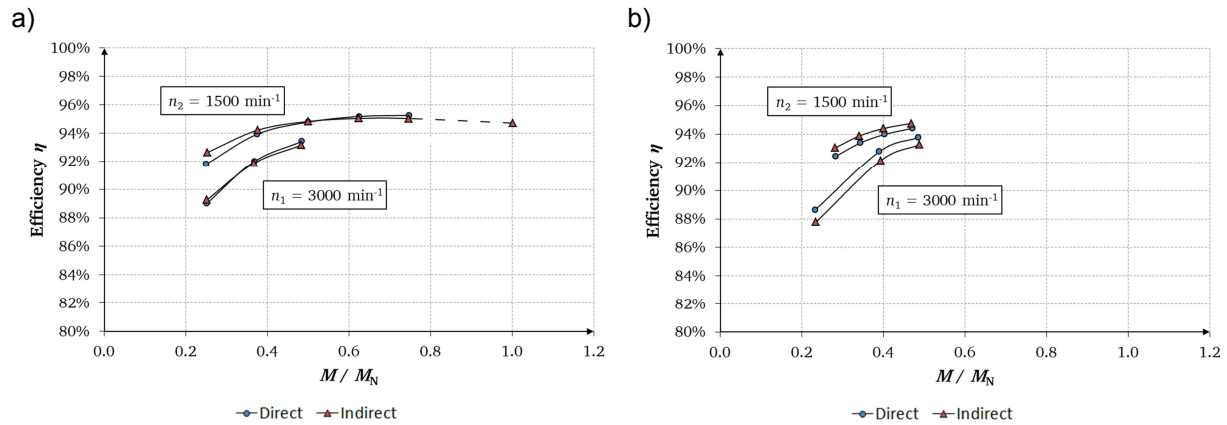 a)
100%
98%
96%
94%
92%
90%
88%
86%
84%
82%
80%
Efficiency η
n₂ = 1500 min⁻¹
n₁ = 3000 min⁻¹
0.0 0.2 0.4 0.6 0.8 1.0 1.2
M / M_N
Direct Indirect
b)
100%
98%
96%
94%
92%
90%
88%
86%
84%
82%
80%
Efficiency η
n₂ = 1500 min⁻¹
n₁ = 3000 min⁻¹
0.0 0.2 0.4 0.6 0.8 1.0 1.2
M / M_N
Direct Indirect